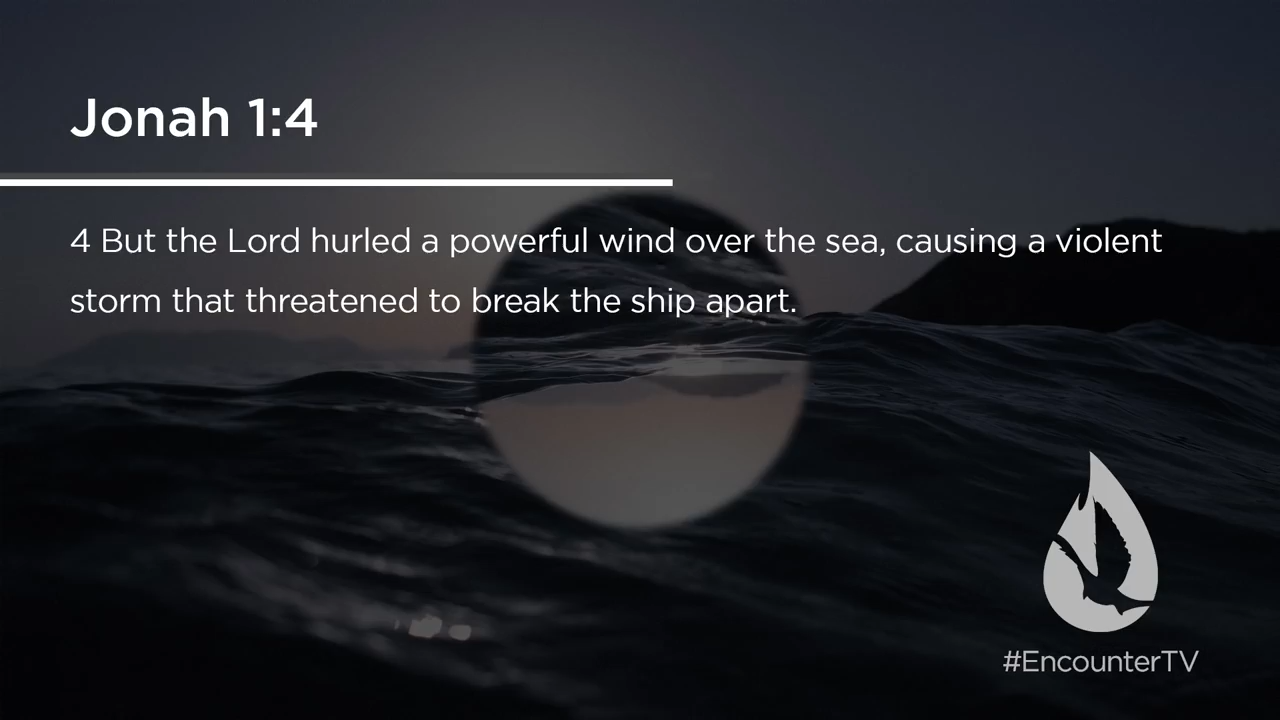 Jonah 1:4
4 But the Lord hurled a powerful wind over the sea, causing a violent
storm that threatened to break the ship apart.
#EncounterTV